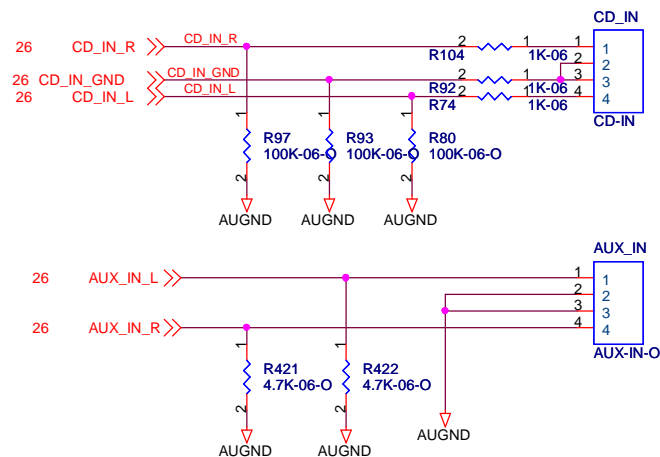 CD_IN
26 CD_IN_R CD_IN_R 2 1 1 1
R104 1K-06 2 2
26 CD_IN_GND CD_IN_GND 2 1 3 3
R92 1K-06
26 CD_IN_L CD_IN_L 2 1 4 4
R74 1K-06 CD-IN
1 1 1
R97 R93 R80
100K-06-O 100K-06-O 100K-06-O
2 2 2
AUGND AUGND AUGND
AUX_IN
26 AUX_IN_L 1 1
2 2
3 3
26 AUX_IN_R 4 4
AUX-IN-O
1 1
R421 R422
4.7K-06-O 4.7K-06-O
2 2
AUGND AUGND AUGND